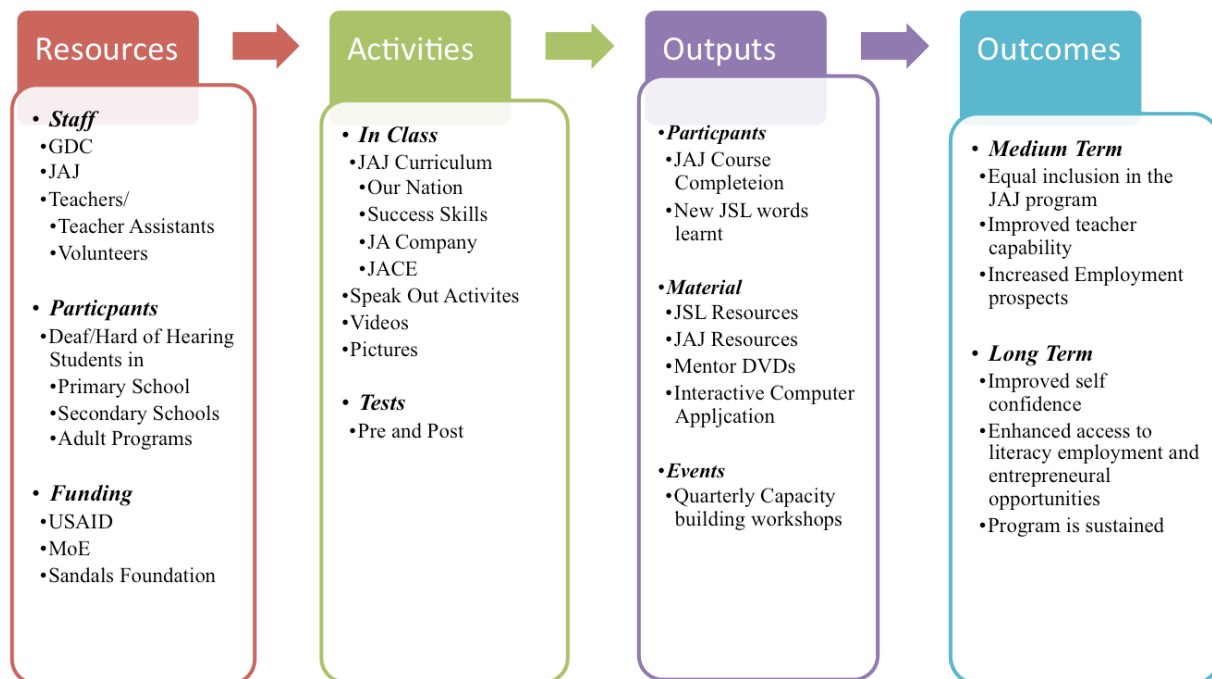 Resources
• Staff
•GDC
•JAJ
•Teachers/
•Teacher Assistants
•Volunteers
• Particpants
•Deaf/Hard of Hearing
Students in
•Primary School
•Secondary Schools
•Adult Programs
• Funding
•USAID
•MoE
•Sandals Foundation
Activities
• In Class
•JAJ Curriculum
•Our Nation
•Success Skills
•JA Company
•JACE
•Speak Out Activites
•Videos
•Pictures
• Tests
•Pre and Post
Outputs
•Particpants
•JAJ Course
Completeion
•New JSL words
learnt
•Material
•JSL Resources
•JAJ Resources
•Mentor DVDs
•Interactive Computer
Appljcation
•Events
•Quarterly Capacity
building workshops
Outcomes
• Medium Term
•Equal inclusion in the
JAJ program
•Improved teacher
capability
•Increased Employment
prospects
• Long Term
•Improved self
confidence
•Enhanced access to
literacy employment and
entrepreneural
opportunities
•Program is sustained